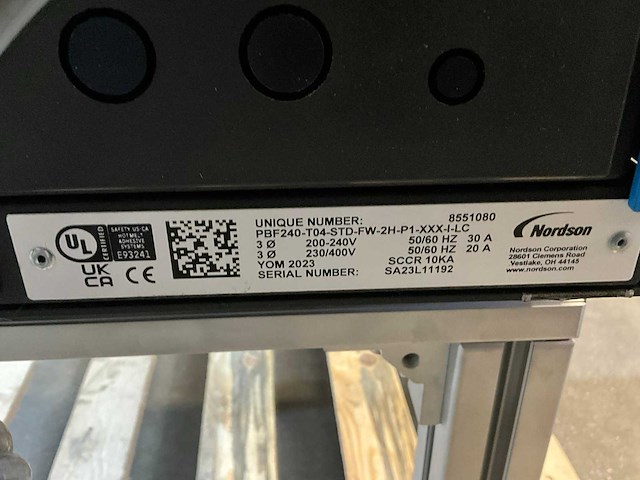 UL
CERTIFIED
SAFETY US-CA
HOTMELT
ADHESIVE
SYSTEMS
E93241
UK
CA CE
UNIQUE NUMBER: 8551080
PBF240-T04-STD-FW-2H-P1-XXX-I-LC
3 Ø 200-240V 50/60 HZ 30 A
3 Ø 230/400V 50/60 HZ 20 A
YOM 2023 SCCR 10KA
SERIAL NUMBER: SA23L11192
Nordson
Nordson Corporation
28601 Clemens Road
Westlake, OH 44145
www.nordson.com